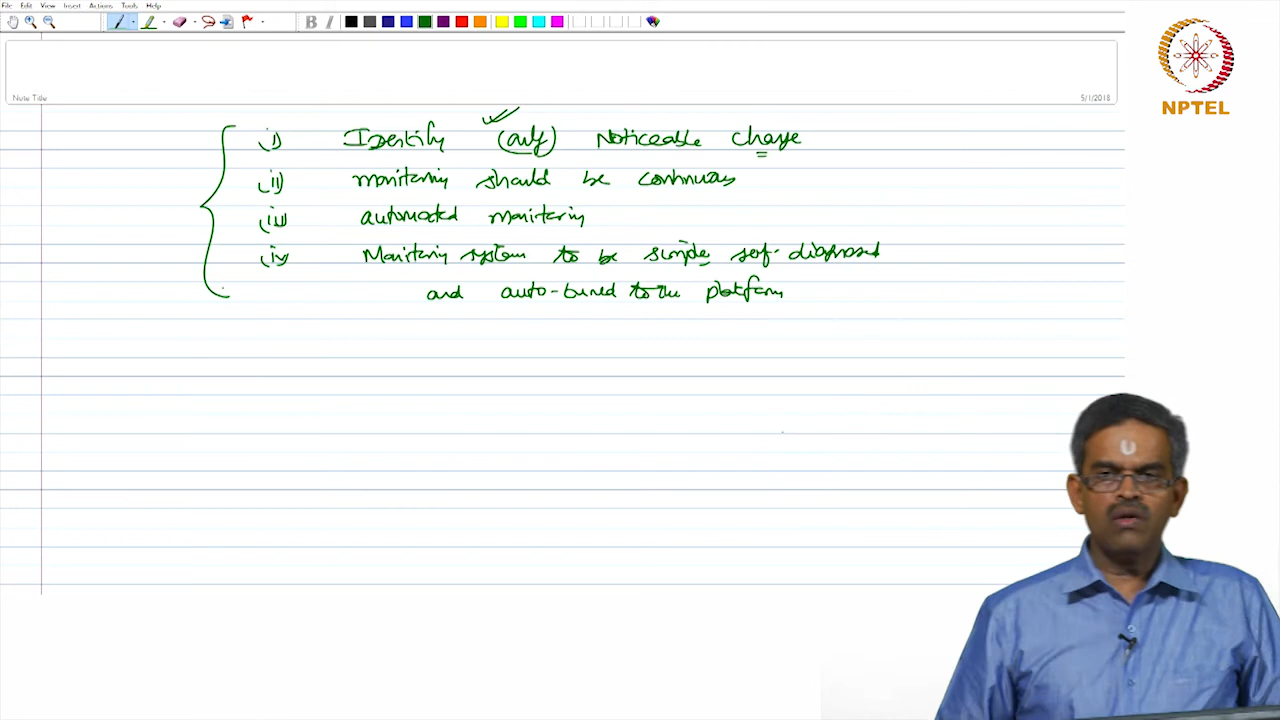 File Edit View Insert Actions Tools Help
B I
Note Title
5/1/2018
NPTEL
(i) Identify (only) Noticeable change
(ii) monitoring should be continuous
(iii) automated monitoring
(iv) Monitoring system to be simple self-diagnosed
and auto-tuned to the platform